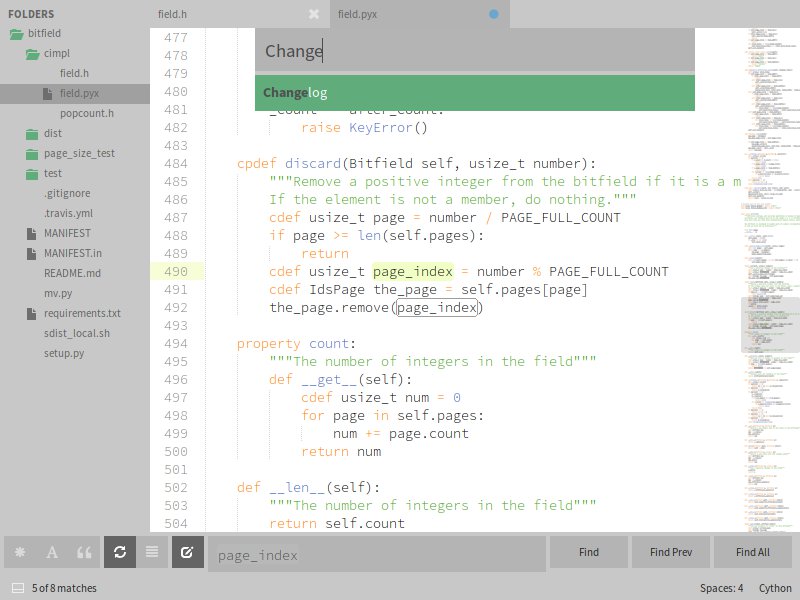 FOLDERS
bitfield
cimpl
field.h
field.pyx
popcount.h
dist
page_size_test
test
.gitignore
.travis.yml
MANIFEST
MANIFEST.in
README.md
mv.py
requirements.txt
sdist_local.sh
setup.py
field.h
field.pyx
Change
Changelog
477
478
479
480
481
482 raise KeyError()
483
484 cpdef discard(Bitfield self, usize_t number):
485 """Remove a positive integer from the bitfield if it is a m
486 If the element is not a member, do nothing."""
487 cdef usize_t page = number / PAGE_FULL_COUNT
488 if page >= len(self.pages):
489 return
490 cdef usize_t page_index = number % PAGE_FULL_COUNT
491 cdef IdsPage the_page = self.pages[page]
492 the_page.remove(page_index)
493
494 property count:
495 """The number of integers in the field"""
496 def __get__(self):
497 cdef usize_t num = 0
498 for page in self.pages:
499 num += page.count
500 return num
501
502 def __len__(self):
503 """The number of integers in the field"""
504 return self.count
page_index
Find
Find Prev
Find All
5 of 8 matches
Spaces: 4
Cython